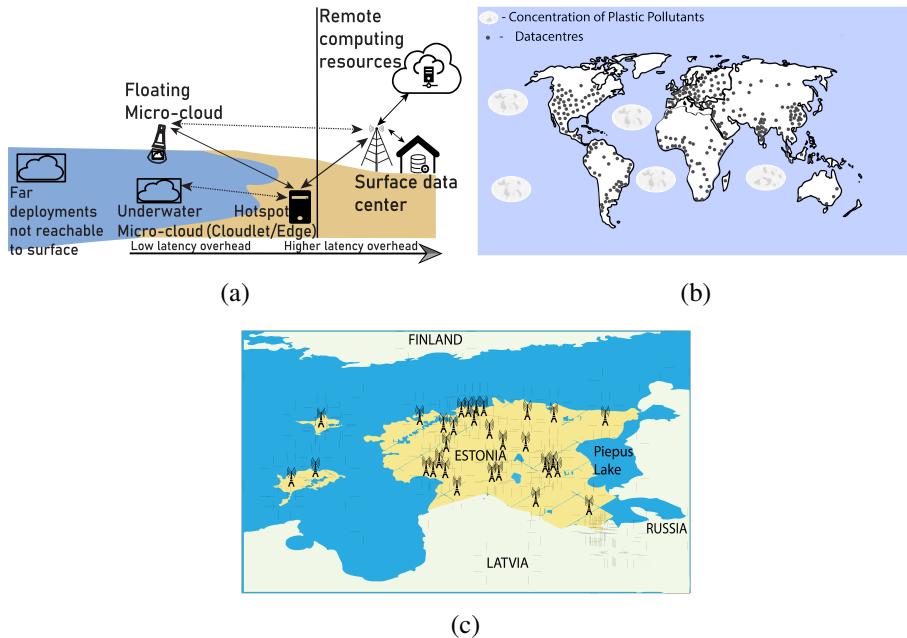 Remote
computing
resources
Floating
Micro-cloud
Far
deployments
not reachable
to surface
Underwater
Micro-cloud
Hotspot
(Cloudlet/Edge)
Surface data
center
Low latency overhead
Higher latency overhead
(a)
- Concentration of Plastic Pollutants
- Datacentres
(b)
FINLAND
ESTONIA
Piepus
Lake
RUSSIA
LATVIA
(c)